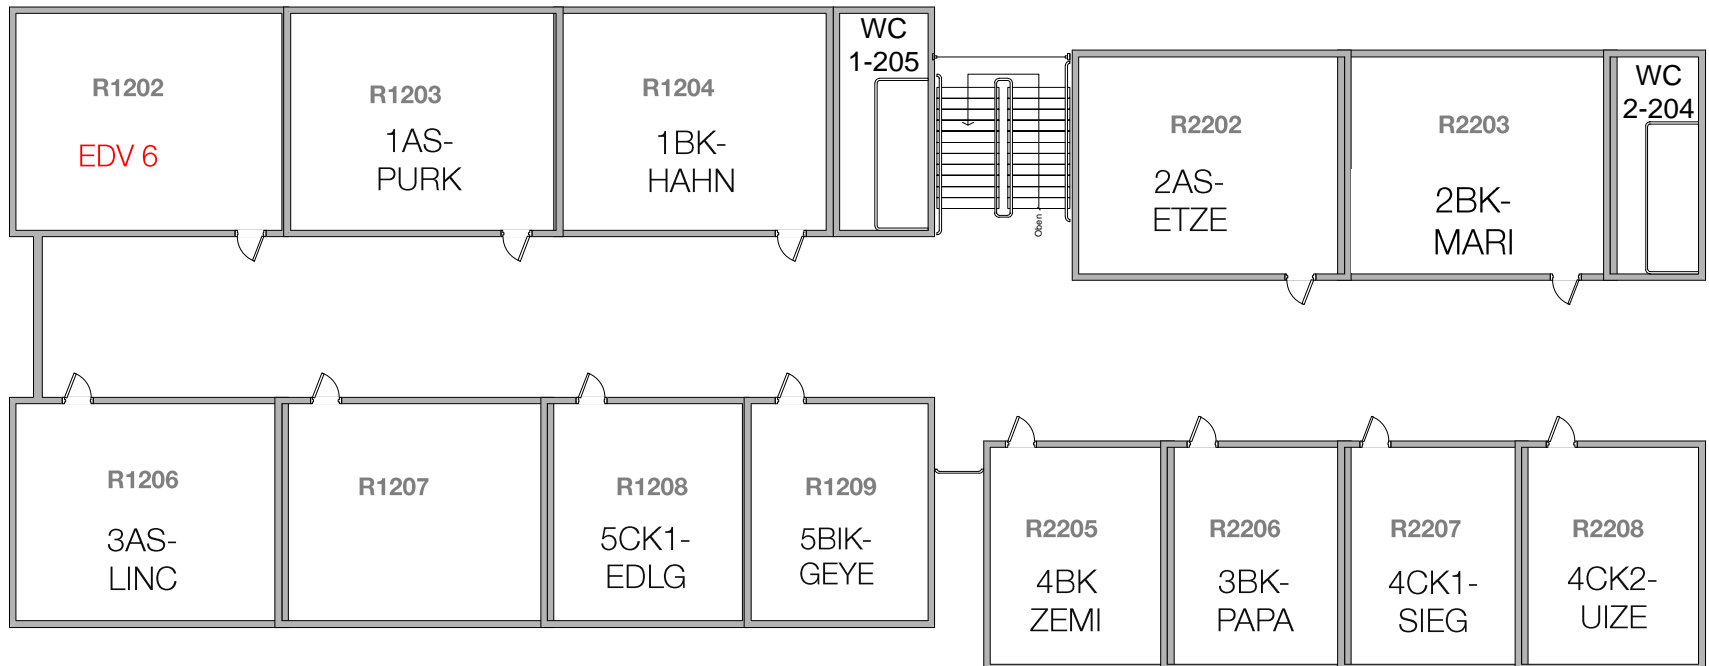 R1202
EDV 6
R1203
1AS-
PURK
R1204
1BK-
HAHN
WC
1-205
Oben
R2202
2AS-
ETZE
R2203
2BK-
MARI
WC
2-204
R1206
3AS-
LINC
R1207
R1208
5CK1-
EDLG
R1209
5BIK-
GEYE
R2205
4BK
ZEMI
R2206
3BK-
PAPA
R2207
4CK1-
SIEG
R2208
4CK2-
UIZE